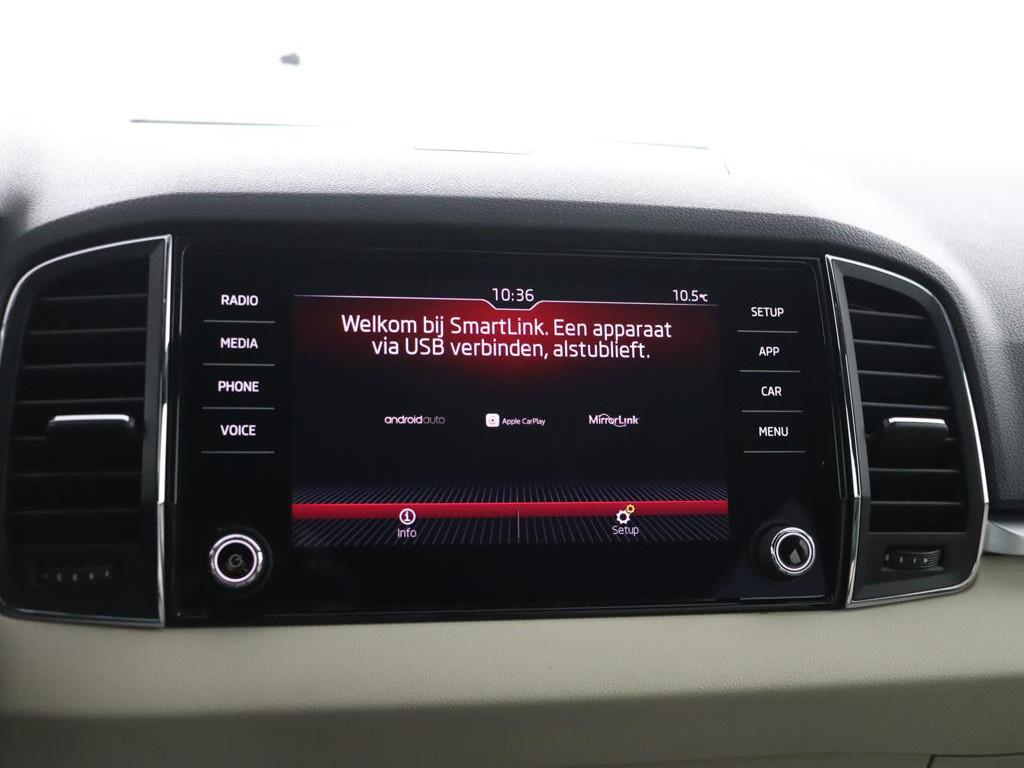 10:36
10.5°C
RADIO
MEDIA
PHONE
VOICE
Welkom bij SmartLink. Een apparaat
via USB verbinden, alstublieft.
androidauto
Apple CarPlay
MirrorLink
Info
Setup
SETUP
APP
CAR
MENU